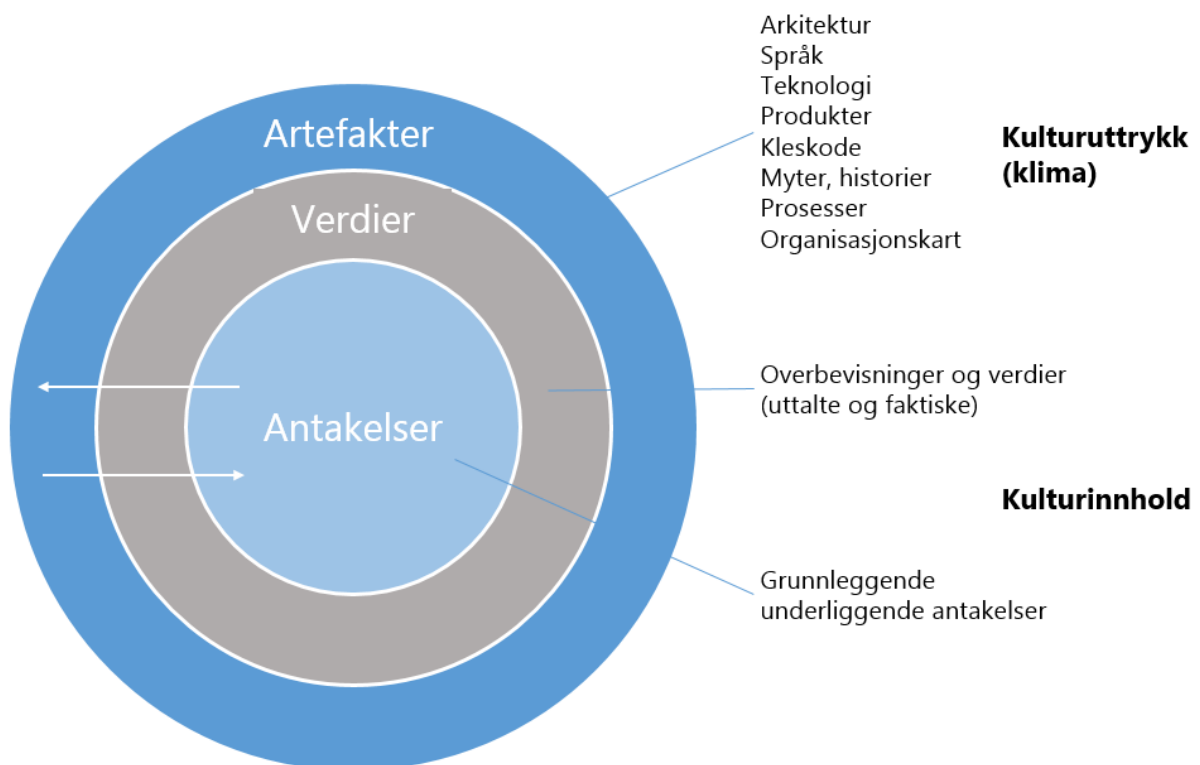 Artefakter
Verdier
Antakelser
Arkitektur
Språk
Teknologi
Produkter
Kleskode
Myter, historier
Prosesser
Organisasjonskart
Kulturuttrykk
(klima)
Overbevisninger og verdier
(uttalte og faktiske)
Kulturinnhold
Grunnleggende
underliggende antakelser